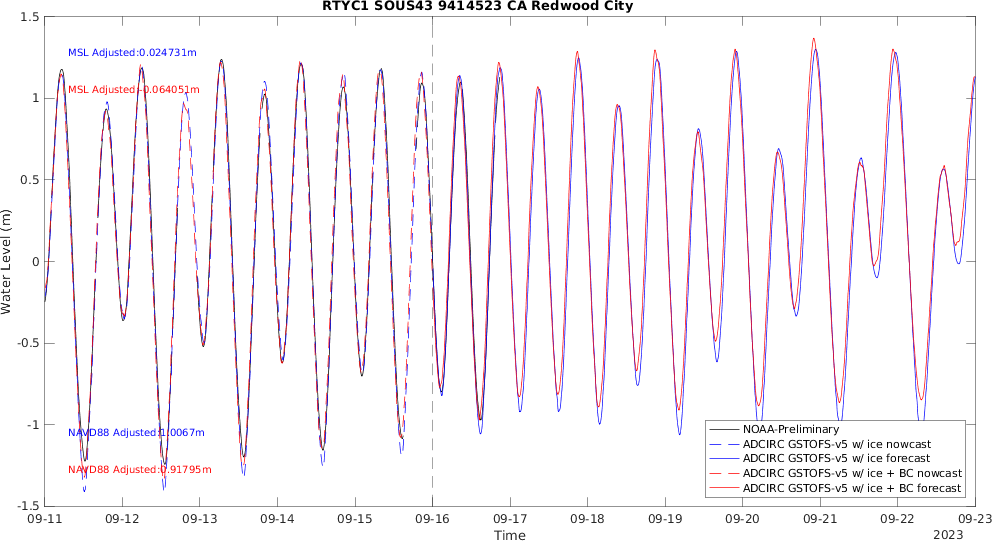 RTYC1 SOUS43 9414523 CA Redwood City
1.5
MSL Adjusted:0.024731m
MSL Adjusted:-0.064051m
1
0.5
0
-0.5
-1
-1.5
Water Level (m)
NAVD88 Adjusted:1.0067m
NAVD88 Adjusted:0.91795m
NOAA-Preliminary
ADCIRC GSTOFS-v5 w/ ice nowcast
ADCIRC GSTOFS-v5 w/ ice forecast
ADCIRC GSTOFS-v5 w/ ice + BC nowcast
ADCIRC GSTOFS-v5 w/ ice + BC forecast
09-11 09-12 09-13 09-14 09-15 09-16 09-17 09-18 09-19 09-20 09-21 09-22 09-23
Time
2023